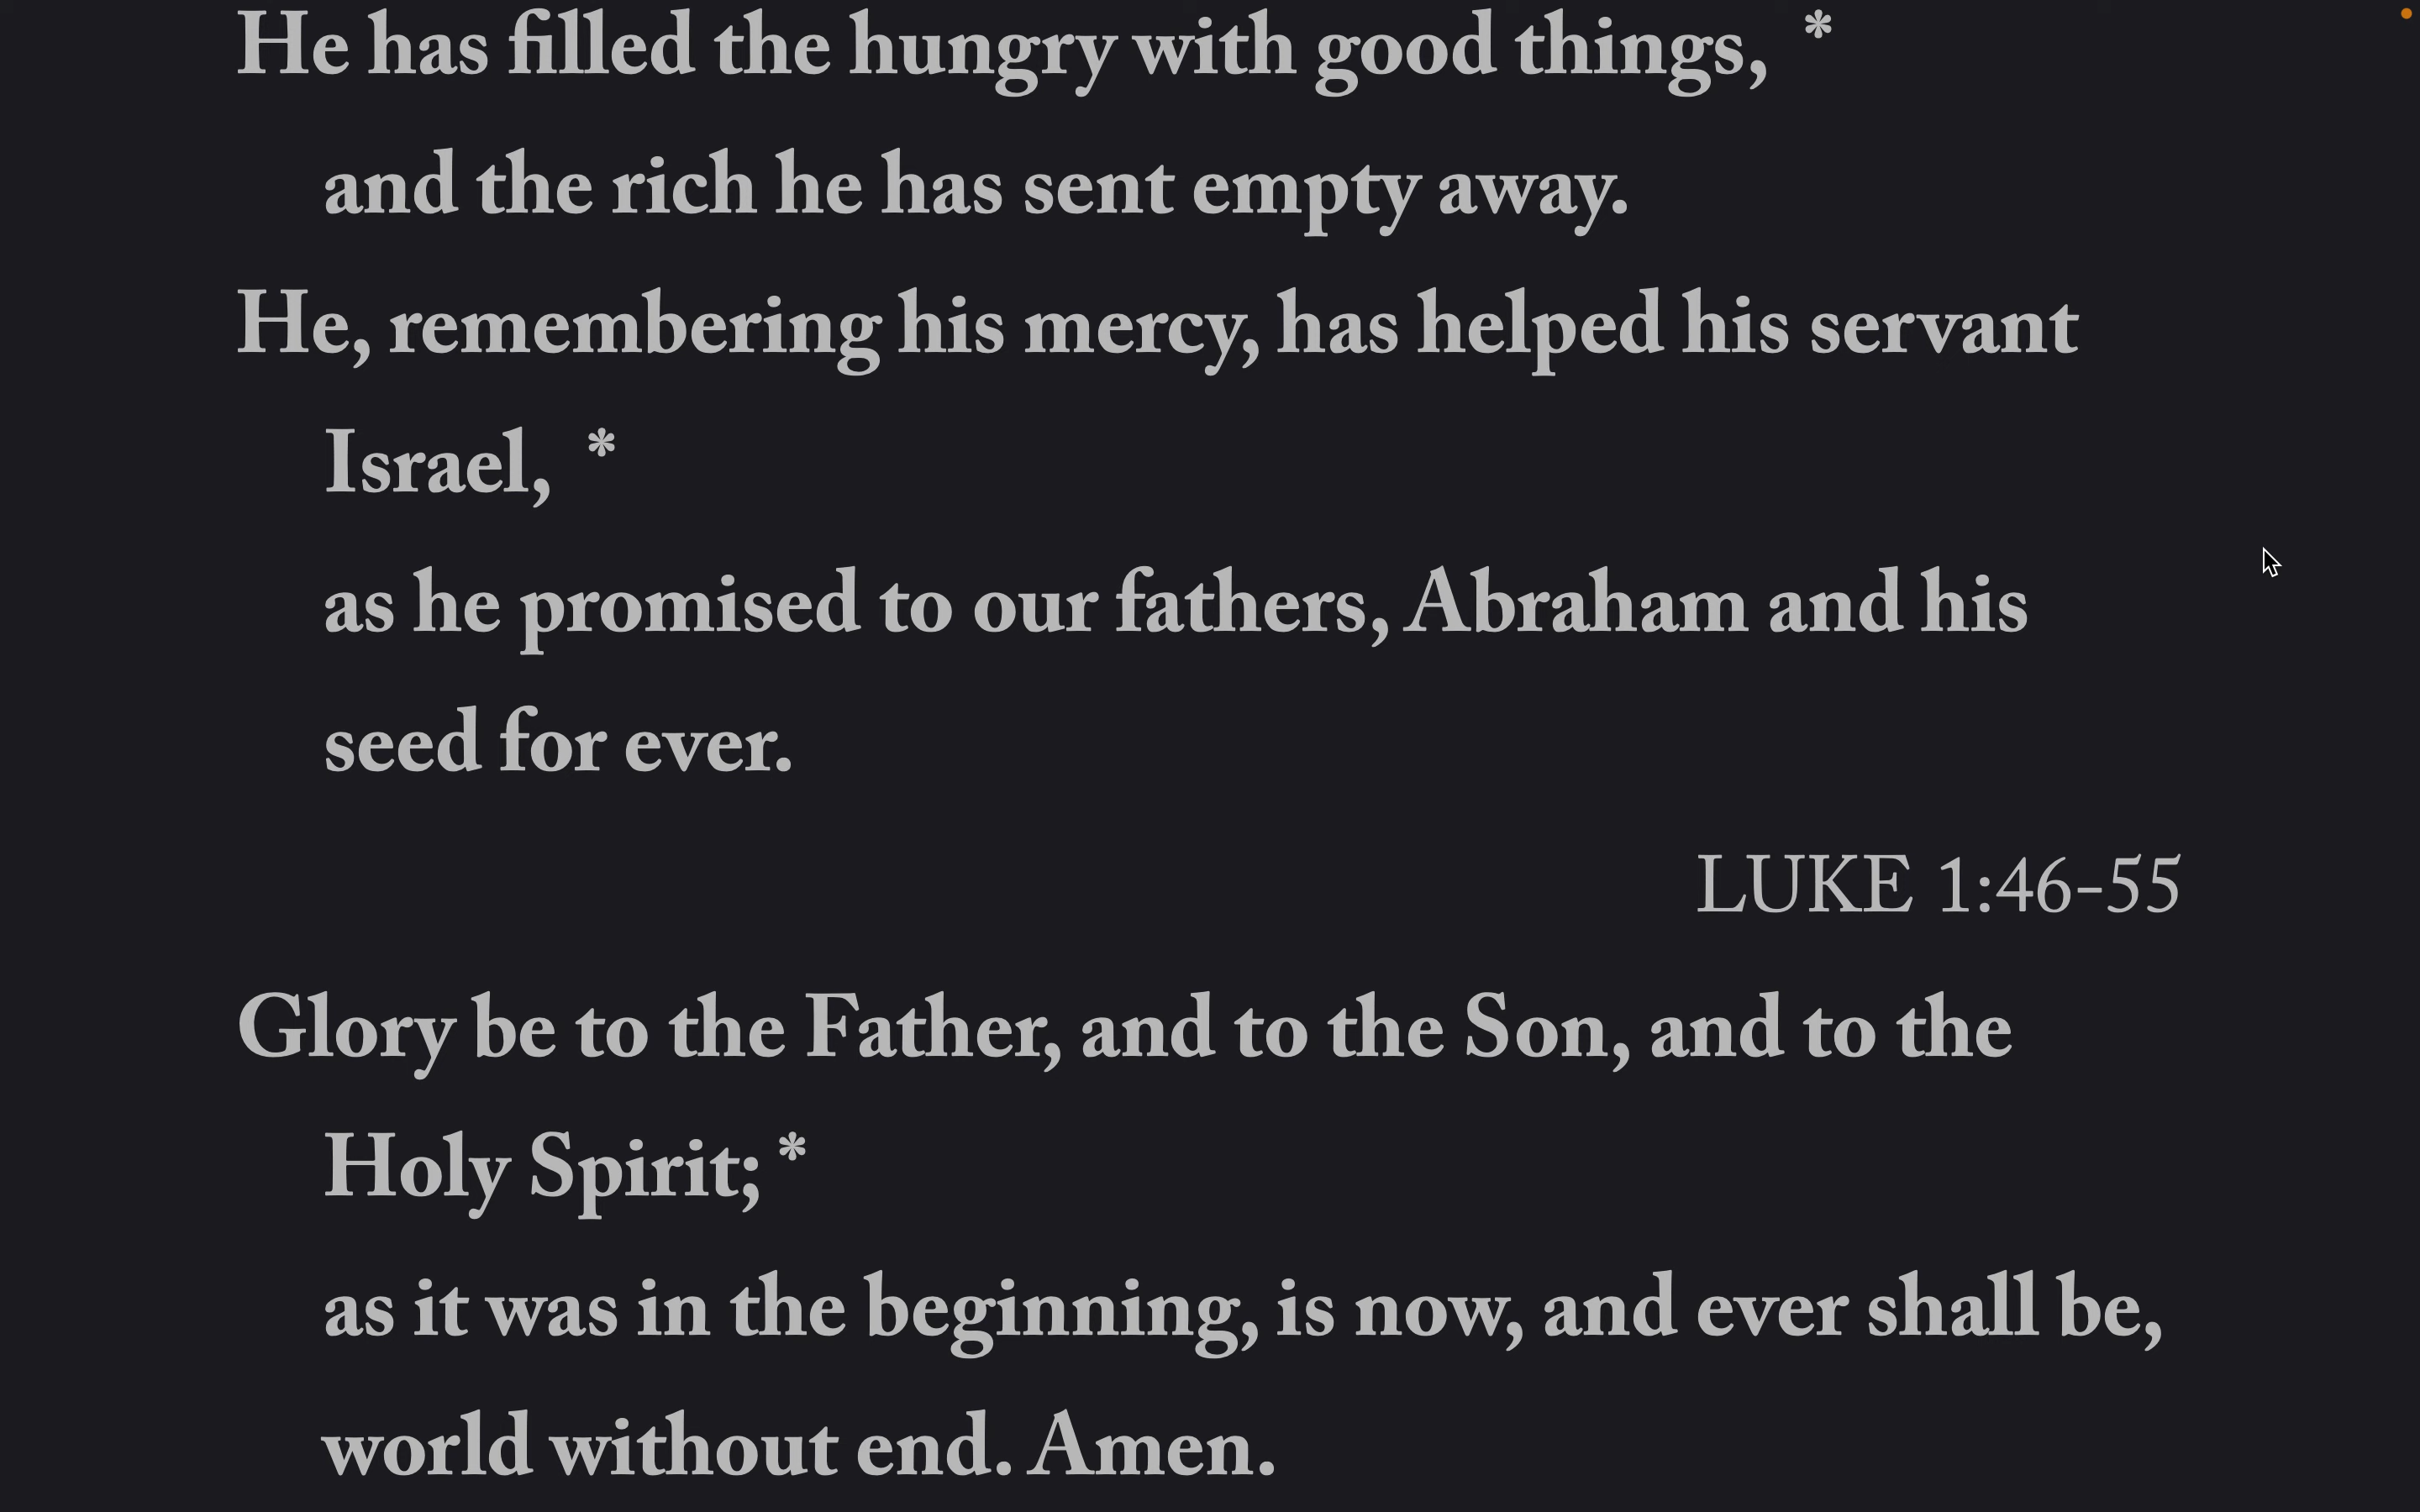 He has filled the hungry with good things, *
and the rich he has sent empty away.
He, remembering his mercy, has helped his servant
Israel, *
as he promised to our fathers, Abraham and his
seed for ever.
LUKE 1:46–55
Glory be to the Father, and to the Son, and to the
Holy Spirit; *
as it was in the beginning, is now, and ever shall be,
world without end. Amen.